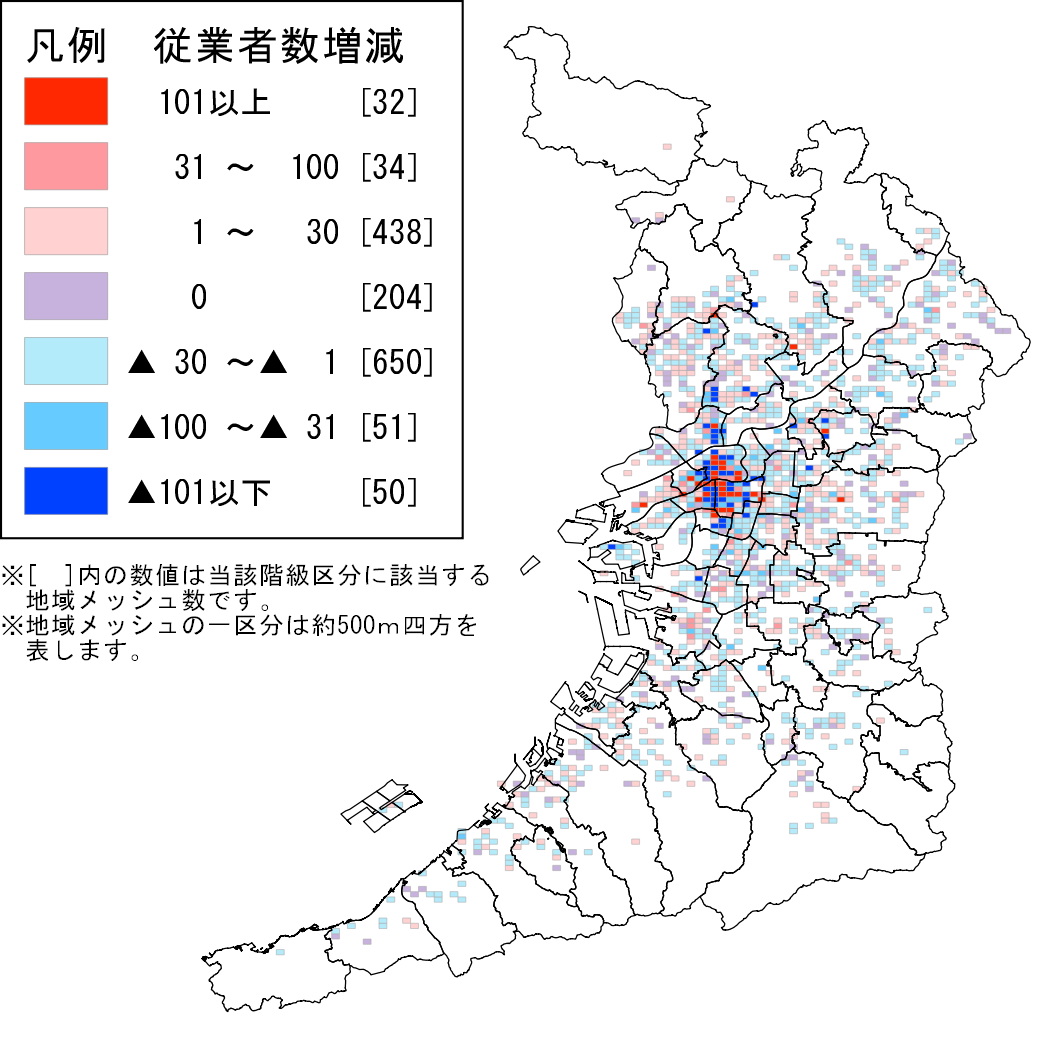 凡例 従業者数増減
101以上 [32]
31 ～ 100 [34]
1 ～ 30 [438]
0 [204]
▲ 30 ～▲ 1 [650]
▲100 ～▲ 31 [51]
▲101以下 [50]
※[ ]内の数値は当該階級区分に該当する
地域メッシュ数です。
※地域メッシュの一区分は約500ｍ四方を
表します。